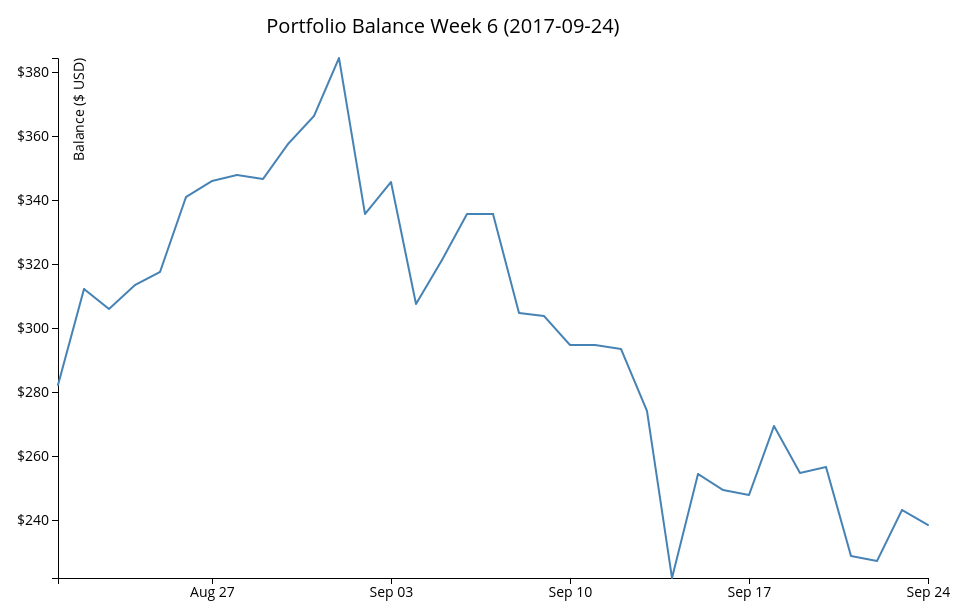 Portfolio Balance Week 6 (2017-09-24)
Balance ($ USD)
$380
$360
$340
$320
$300
$280
$260
$240
Aug 27 Sep 03 Sep 10 Sep 17 Sep 24